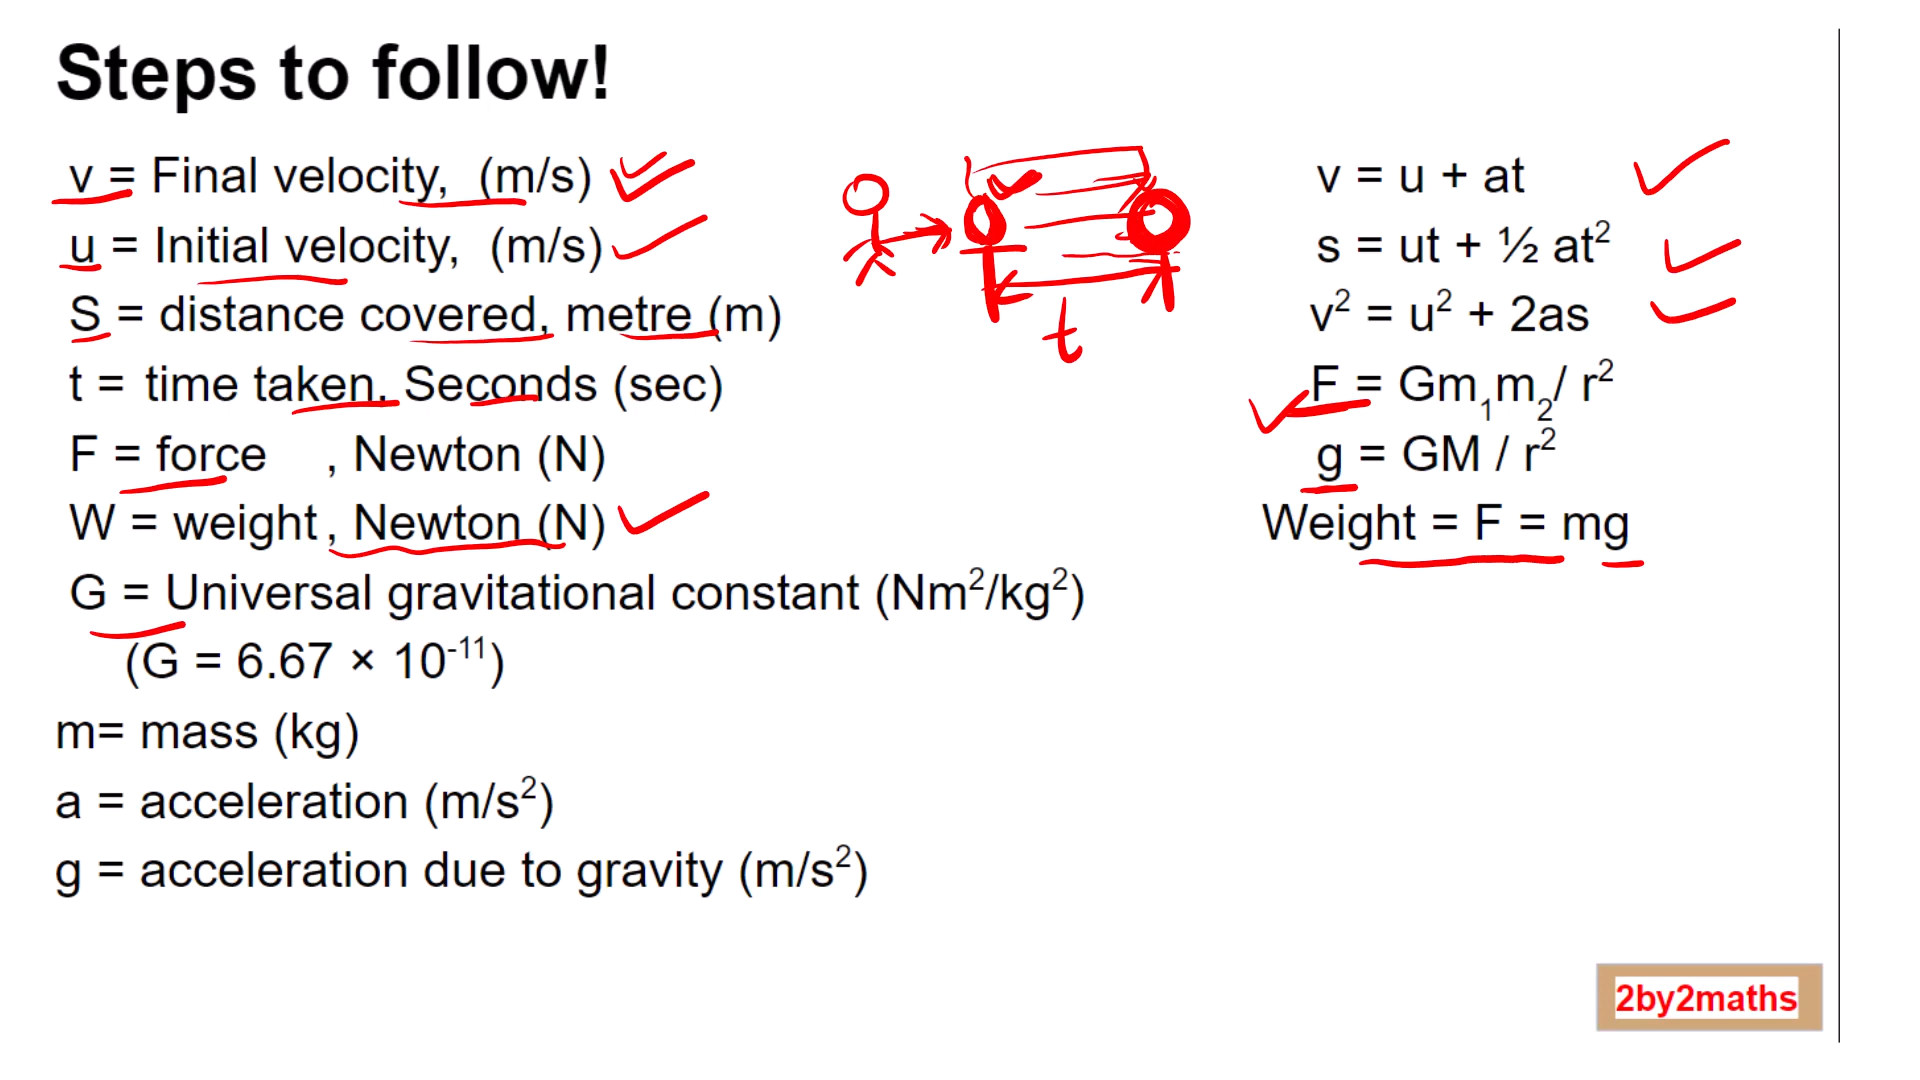 Steps to follow!
v = Final velocity, (m/s)
u = Initial velocity, (m/s)
S = distance covered, metre (m)
t = time taken, Seconds (sec)
F = force , Newton (N)
W = weight, Newton (N)
G = Universal gravitational constant (Nm²/kg²)
(G = 6.67 × 10⁻¹¹)
m= mass (kg)
a = acceleration (m/s²)
g = acceleration due to gravity (m/s²)
t
v = u + at
s = ut + ½ at²
v² = u² + 2as
F = Gm₁m₂/ r²
g = GM / r²
Weight = F = mg
2by2maths